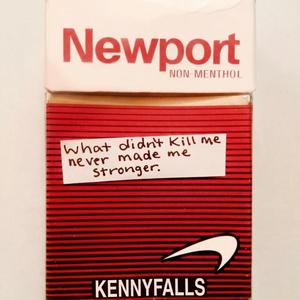 Newport
NON-MENTHOL
What didn't kill me
never made me
stronger.
KENNYFALLS